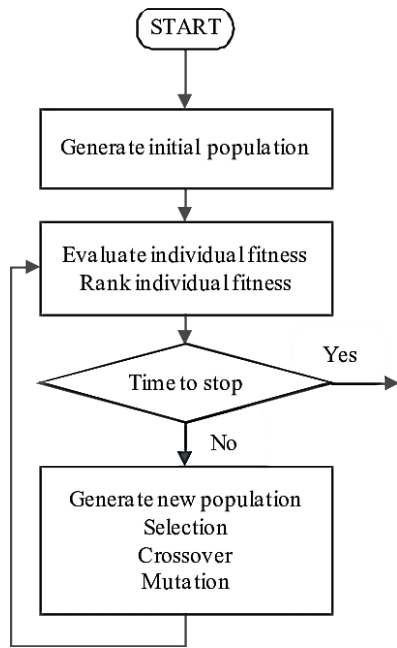 START
Generate initial population
Evaluate individual fitness
Rank individual fitness
Time to stop
Yes
No
Generate new population
Selection
Crossover
Mutation